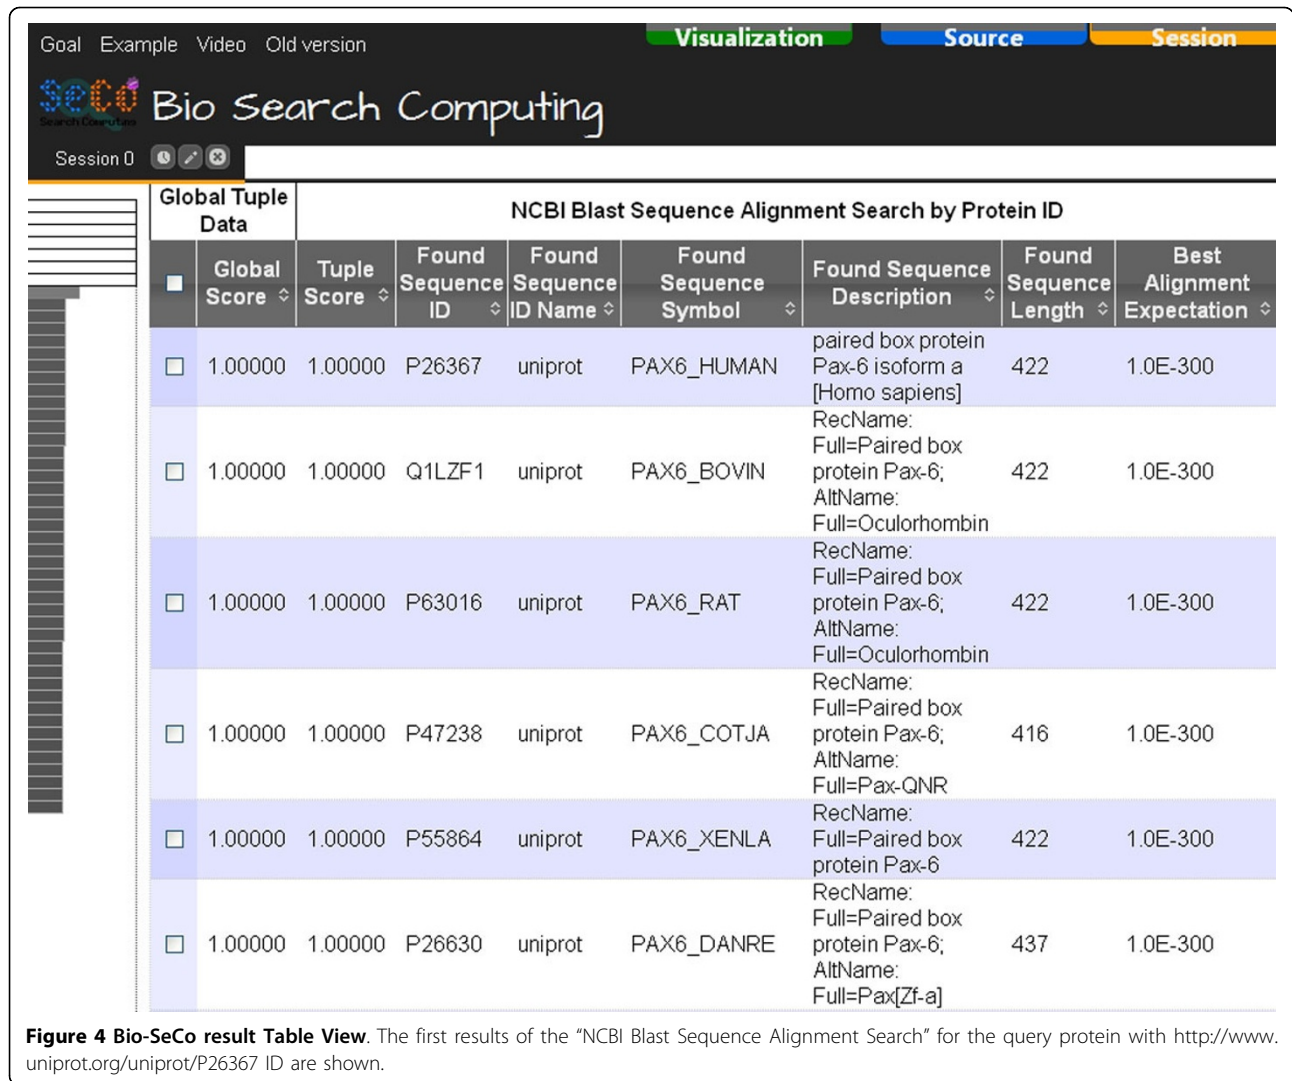 Goal Example Video Old version
Visualization Source Session
SeCo Bio Search Computing
Search Computing
Session 0
Global Tuple Data
NCBI Blast Sequence Alignment Search by Protein ID
Global Score Tuple Score Found Sequence ID Found Sequence ID Name Found Sequence Symbol Found Sequence Description Found Sequence Length Best Alignment Expectation
1.00000 1.00000 P26367 uniprot PAX6_HUMAN paired box protein Pax-6 isoform a [Homo sapiens] 422 1.0E-300
1.00000 1.00000 Q1LZF1 uniprot PAX6_BOVIN RecName: Full=Paired box protein Pax-6; AltName: Full=Oculorhombin 422 1.0E-300
1.00000 1.00000 P63016 uniprot PAX6_RAT RecName: Full=Paired box protein Pax-6; AltName: Full=Oculorhombin 422 1.0E-300
1.00000 1.00000 P47238 uniprot PAX6_COTJA RecName: Full=Paired box protein Pax-6; AltName: Full=Pax-QNR 416 1.0E-300
1.00000 1.00000 P55864 uniprot PAX6_XENLA RecName: Full=Paired box protein Pax-6 422 1.0E-300
1.00000 1.00000 P26630 uniprot PAX6_DANRE RecName: Full=Paired box protein Pax-6; AltName: Full=Pax[Zf-a] 437 1.0E-300
Figure 4 Bio-SeCo result Table View. The first results of the “NCBI Blast Sequence Alignment Search” for the query protein with http://www.
uniprot.org/uniprot/P26367 ID are shown.